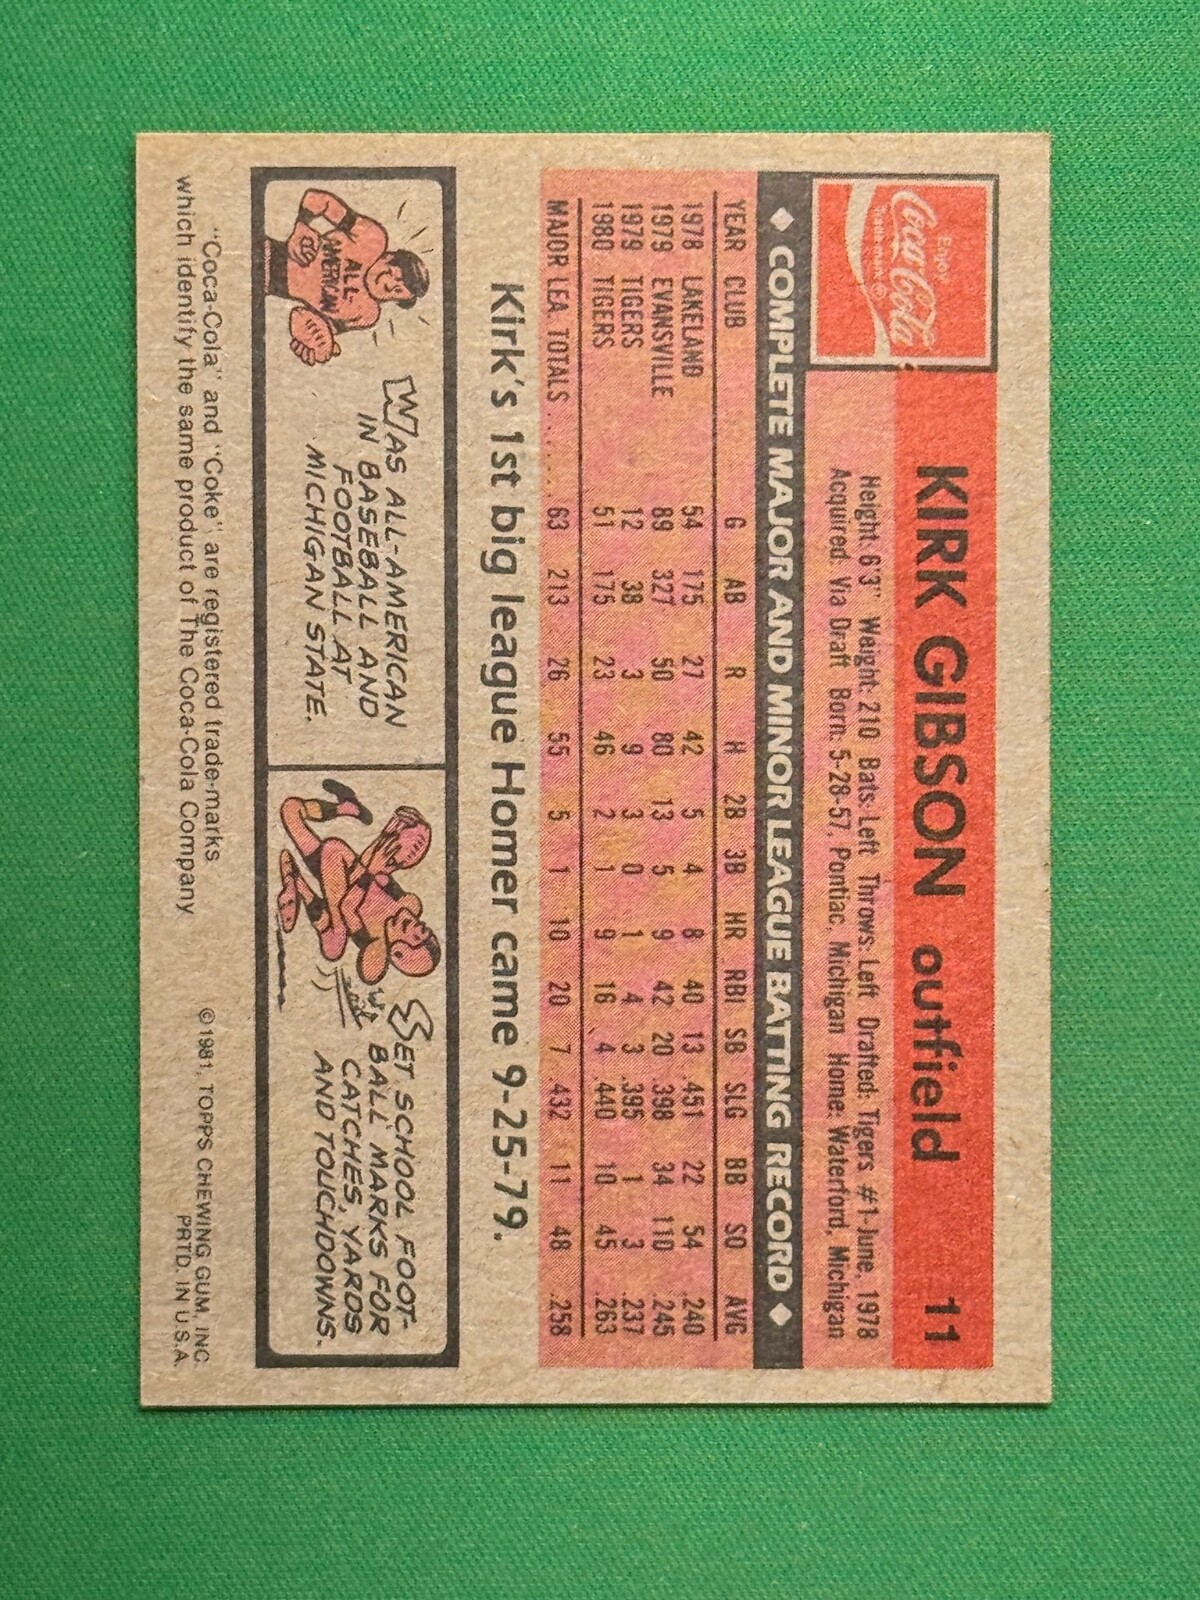 Enjoy
Coca-Cola
Trade-mark ®
KIRK GIBSON outfield 11
Height: 6'3" Weight: 210 Bats: Left Throws: Left Drafted: Tigers #1-June, 1978
Acquired: Via Draft Born: 5-28-57, Pontiac, Michigan Home: Waterford, Michigan
◆ COMPLETE MAJOR AND MINOR LEAGUE BATTING RECORD ◆
YEAR CLUB G AB R H 2B 3B HR RBI SB SLG BB SO AVG
1978 LAKELAND 54 175 27 42 5 4 8 40 13 .451 22 54 .240
1979 EVANSVILLE 89 327 50 80 13 5 9 42 20 .398 34 110 .245
1979 TIGERS 12 38 3 9 3 0 1 4 3 .395 1 3 .237
1980 TIGERS 51 175 23 46 2 1 9 16 4 .440 10 45 .263
MAJOR LEA. TOTALS ...... 63 213 26 55 5 1 10 20 7 .432 11 48 .258
Kirk's 1st big league Homer came 9-25-79.
ALL-
AMERICAN
WAS ALL-AMERICAN
IN BASEBALL AND
FOOTBALL AT
MICHIGAN STATE.
SET SCHOOL FOOT-
BALL MARKS FOR
CATCHES, YARDS
AND TOUCHDOWNS.
"Coca-Cola" and "Coke" are registered trade-marks
which identify the same product of The Coca-Cola Company
©1981, TOPPS CHEWING GUM, INC.
PRTD. IN U.S.A.